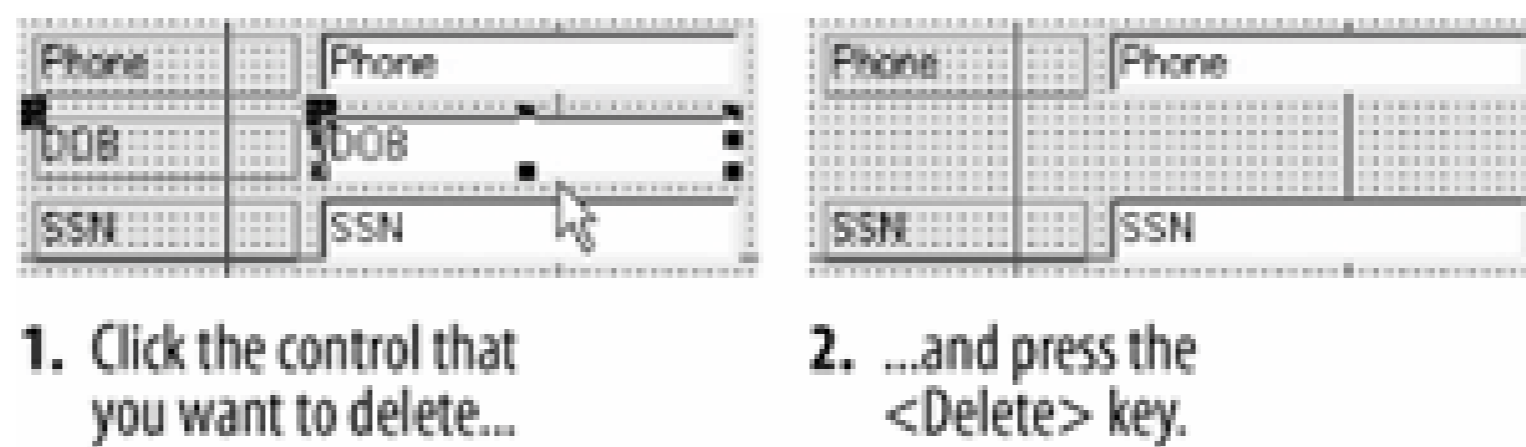 Phone Phone
DOB DOB
SSN SSN
1. Click the control that
you want to delete...
Phone Phone
SSN SSN
2. ...and press the
<Delete> key.